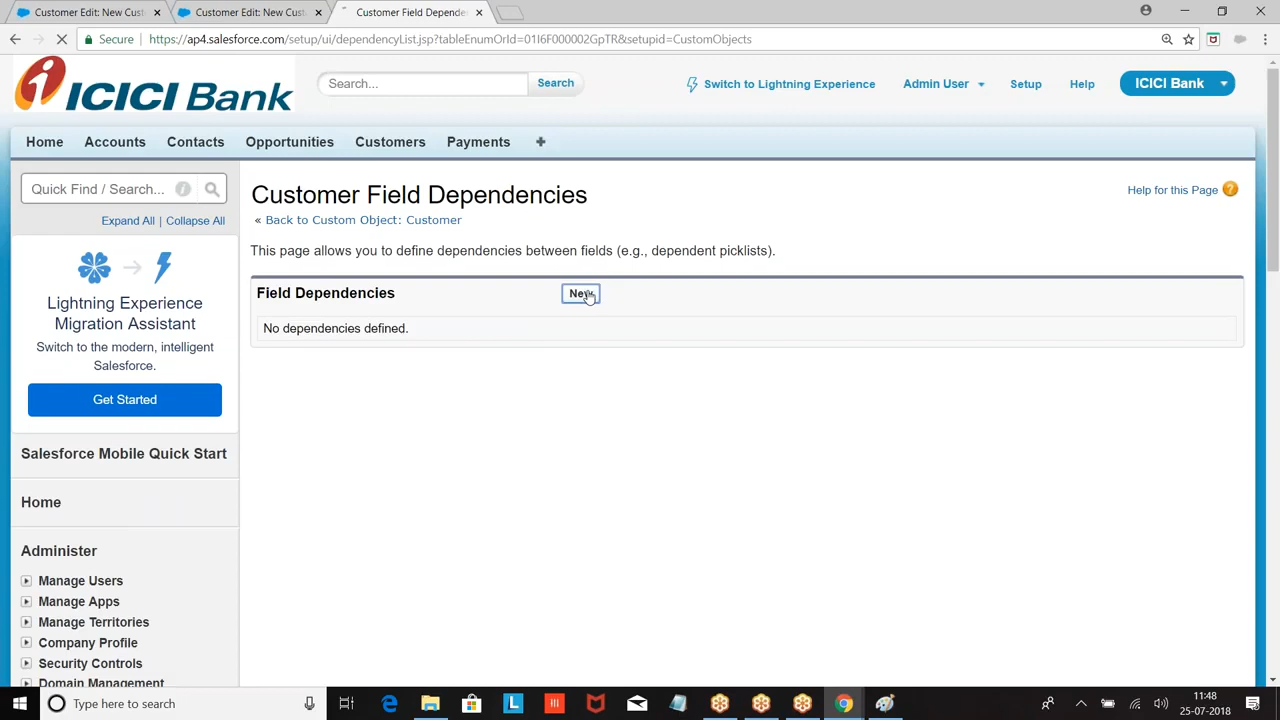 Customer Edit: New Custom
Customer Edit: New Custom
Customer Field Depende
Secure
https://ap4.salesforce.com/setup/ui/dependencyList.jsp?tableEnumOrId=01I6F000002GpTR&setupid=CustomObjects
ICICI Bank
Search...
Search
Switch to Lightning Experience
Admin User
Setup
Help
ICICI Bank
Home
Accounts
Contacts
Opportunities
Customers
Payments
+
Quick Find / Search...
Expand All | Collapse All
Lightning Experience
Migration Assistant
Switch to the modern, intelligent
Salesforce.
Get Started
Salesforce Mobile Quick Start
Home
Administer
Manage Users
Manage Apps
Manage Territories
Company Profile
Security Controls
Domain Management
Customer Field Dependencies
Help for this Page
« Back to Custom Object: Customer
This page allows you to define dependencies between fields (e.g., dependent picklists).
Field Dependencies
New
No dependencies defined.
Type here to search
11:48
25-07-2018